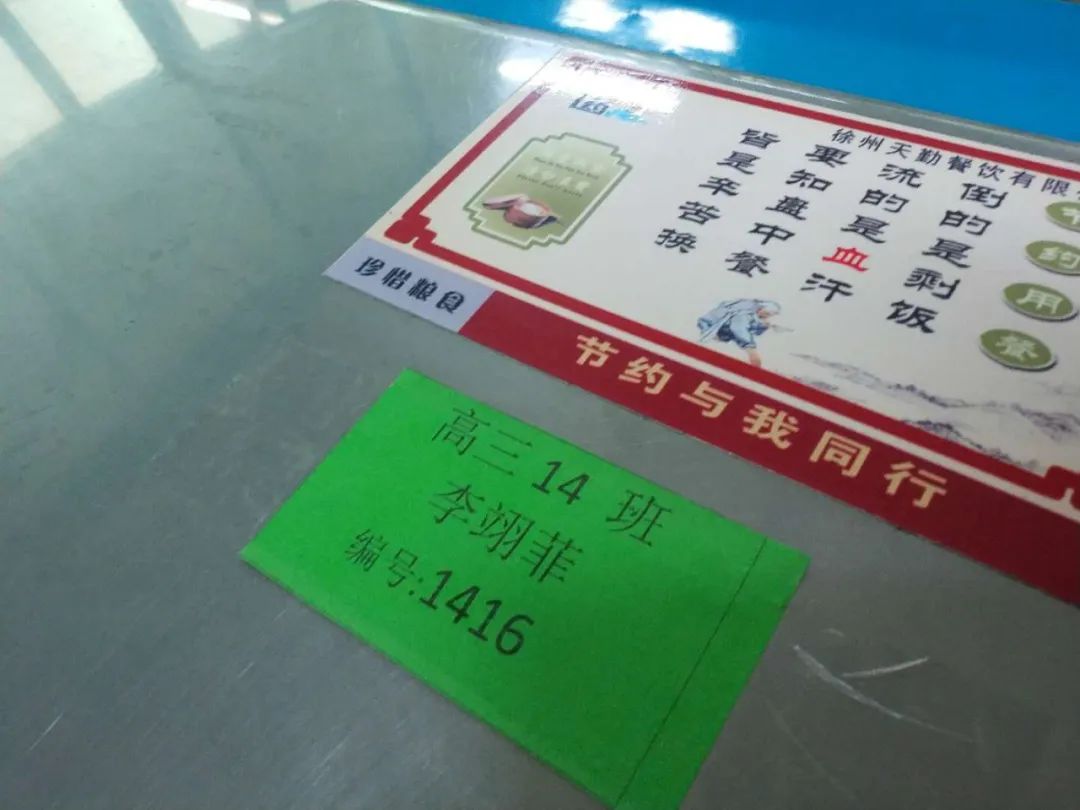 徐州天勤餐饮有限
倒的是剩饭
流的是血汗
要知盘中餐
皆是辛苦换
节约用餐
珍惜粮食
节约与我同行
高三14班
李翊菲
编号:1416